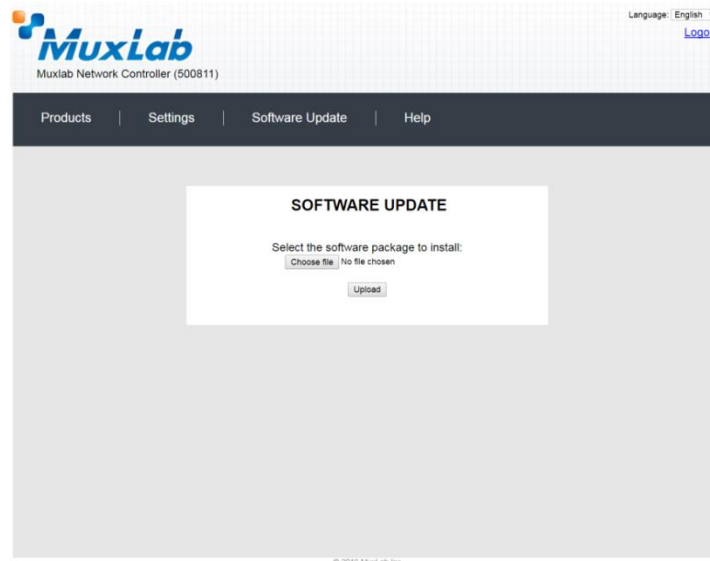 Language: English
Logo
MuxLab
Muxlab Network Controller (500811)
Products | Settings | Software Update | Help
SOFTWARE UPDATE
Select the software package to install:
Choose file No file chosen
Upload